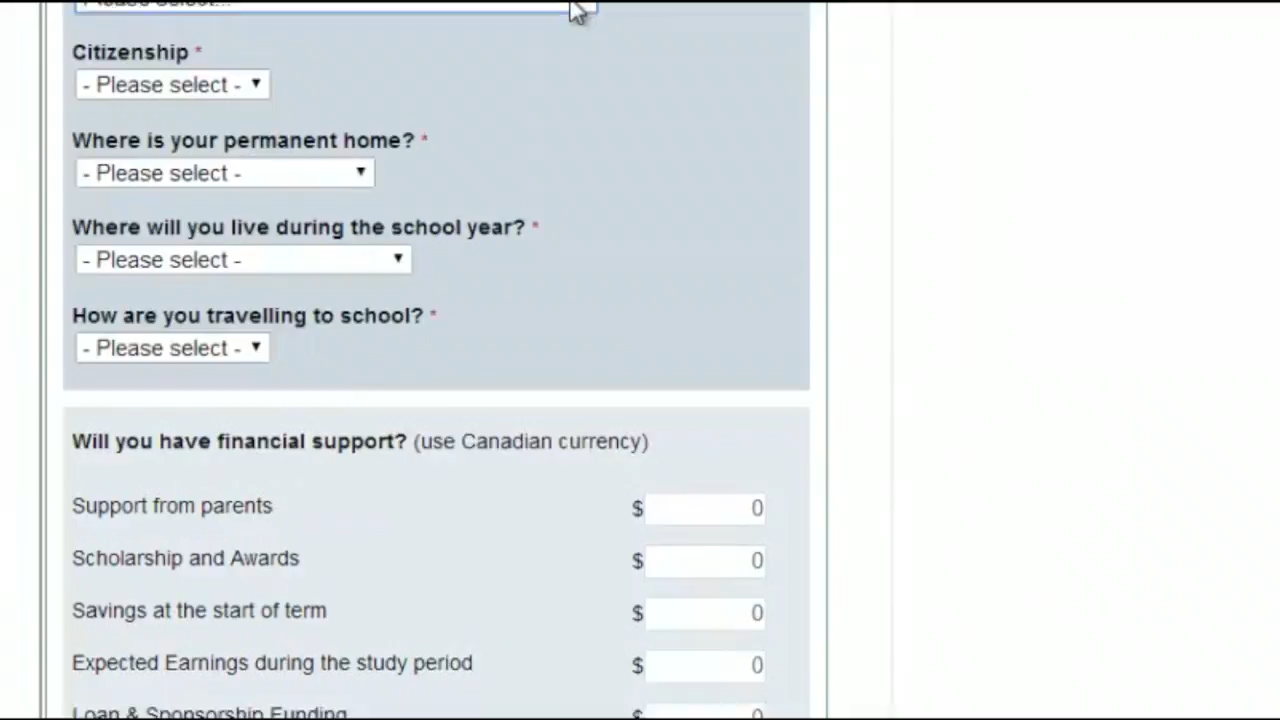 Please Select...
Citizenship *
- Please select -
Where is your permanent home? *
- Please select -
Where will you live during the school year? *
- Please select -
How are you travelling to school? *
- Please select -
Will you have financial support? (use Canadian currency)
Support from parents $ 0
Scholarship and Awards $ 0
Savings at the start of term $ 0
Expected Earnings during the study period $ 0
Loan & Sponsorship Funding $ 0